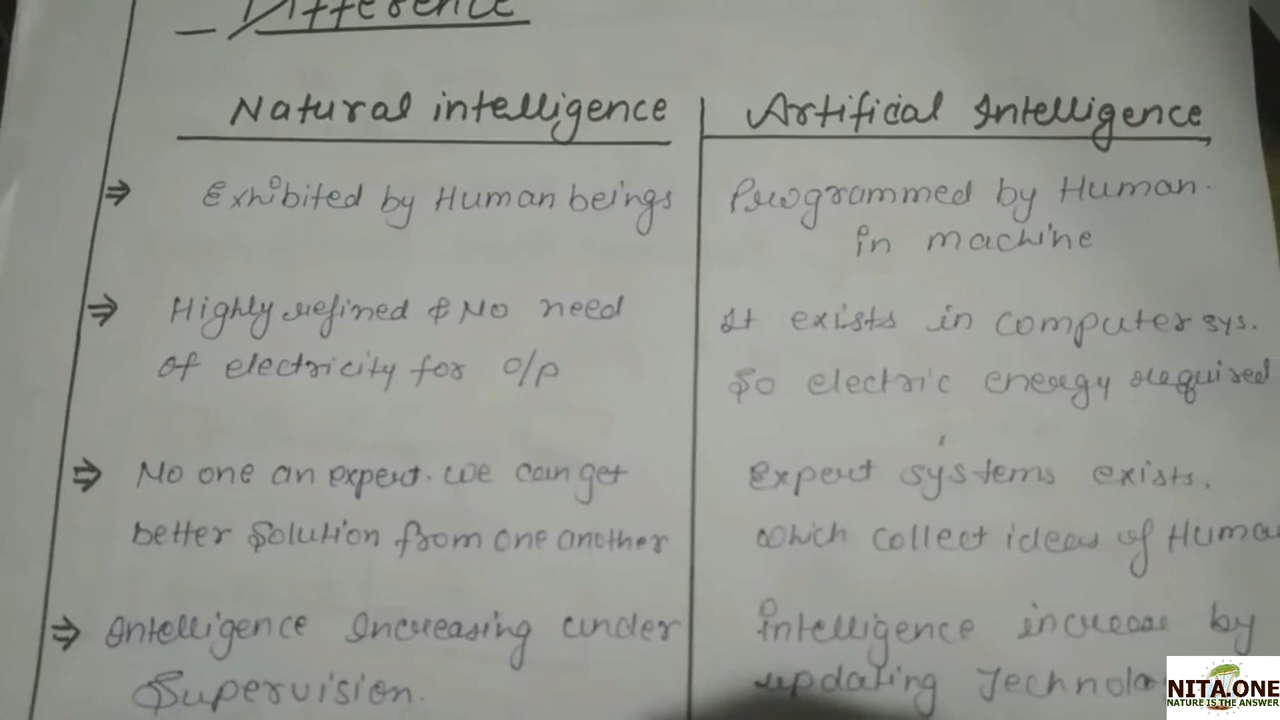 — Difference
Natural intelligence
Artificial Intelligence
⇒ Exhibited by Human beings
Programmed by Human.
in machine
⇒ Highly refined & No need
of electricity for o/p
It exists in computer sys.
So electric energy required
⇒ No one an expert. we can get
better solution from one another
Expert systems exists.
which collect ideas of Huma
⇒ Intelligence Increasing under
Supervision.
intelligence increase by
updating Technolo
NITA.ONE
NATURE IS THE ANSWER